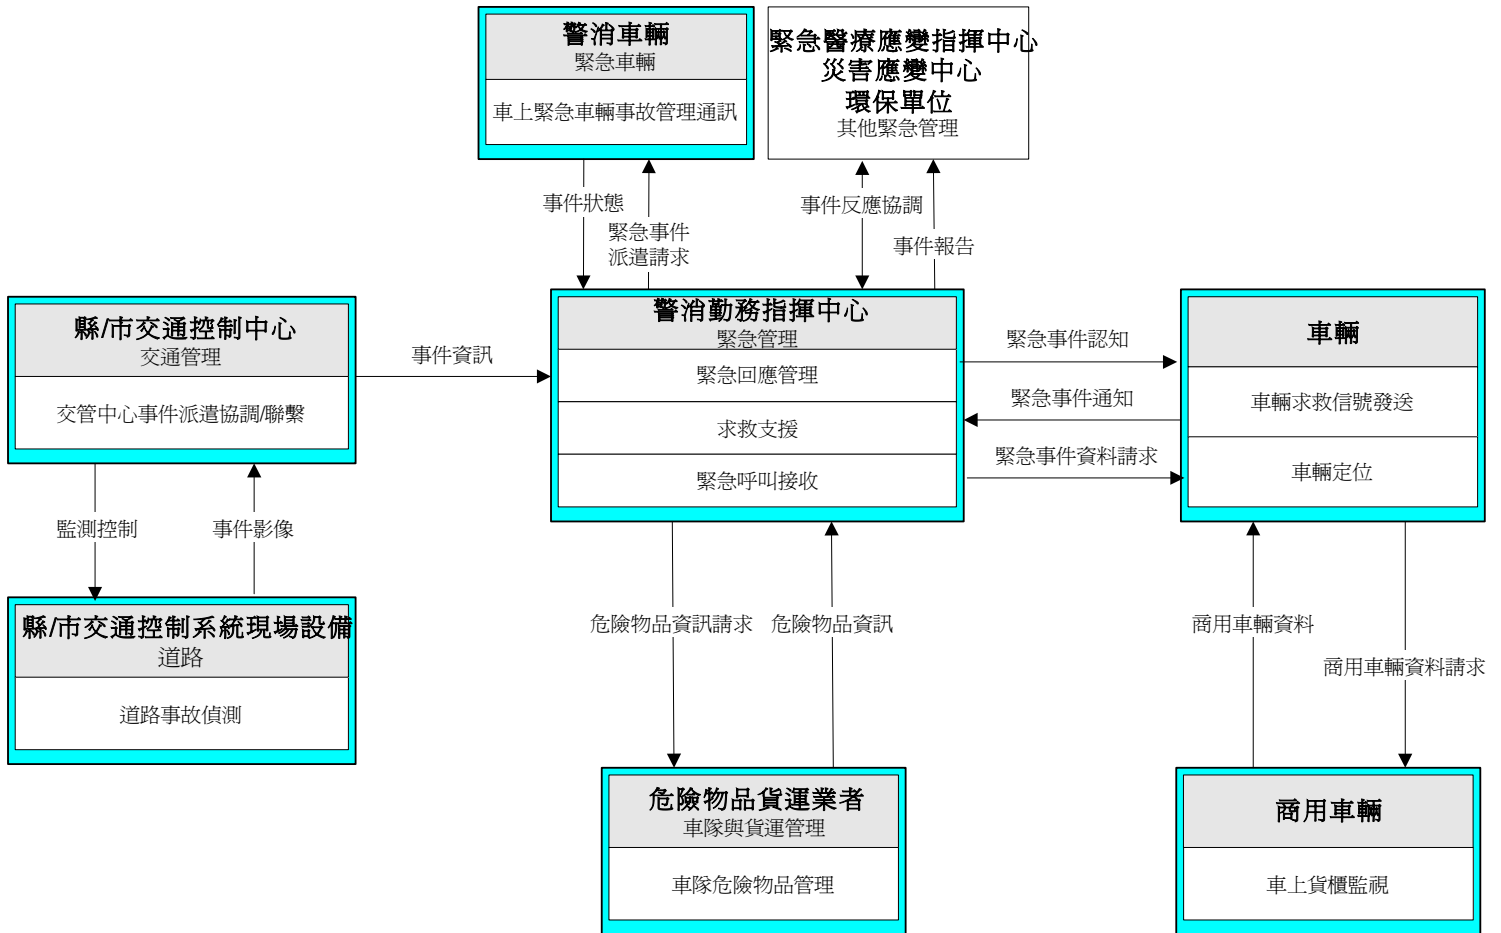 警消車輛
緊急車輛
車上緊急車輛事故管理通訊
緊急醫療應變指揮中心
災害應變中心
環保單位
其他緊急管理
事件狀態
緊急事件
派遣請求
事件反應協調
事件報告
縣/市交通控制中心
交通管理
交管中心事件派遣協調/聯繫
事件資訊
警消勤務指揮中心
緊急管理
緊急回應管理
求救支援
緊急呼叫接收
緊急事件認知
緊急事件通知
緊急事件資料請求
車輛
車輛求救信號發送
車輛定位
監測控制
事件影像
縣/市交通控制系統現場設備
道路
道路事故偵測
危險物品資訊請求
危險物品資訊
商用車輛資料
商用車輛資料請求
危險物品貨運業者
車隊與貨運管理
車隊危險物品管理
商用車輛
車上貨櫃監視